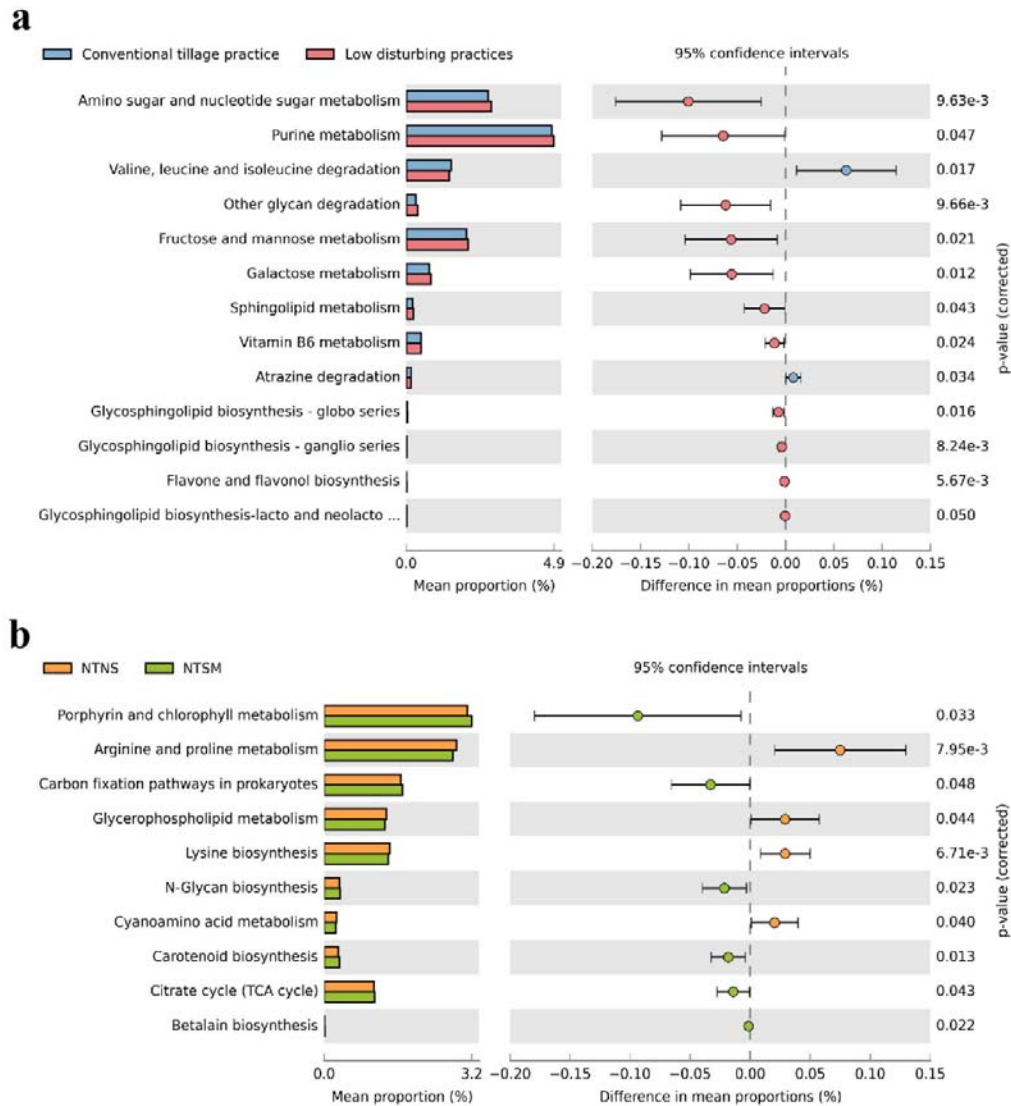 a
Conventional tillage practice Low disturbing practices 95% confidence intervals
Amino sugar and nucleotide sugar metabolism 9.63e-3
Purine metabolism 0.047
Valine, leucine and isoleucine degradation 0.017
Other glycan degradation 9.66e-3
Fructose and mannose metabolism 0.021
Galactose metabolism 0.012
Sphingolipid metabolism 0.043
Vitamin B6 metabolism 0.024
Atrazine degradation 0.034
Glycosphingolipid biosynthesis - globo series 0.016
Glycosphingolipid biosynthesis - ganglio series 8.24e-3
Flavone and flavonol biosynthesis 5.67e-3
Glycosphingolipid biosynthesis-lacto and neolacto ... 0.050
p-value (corrected)
0.0 4.9 −0.20 −0.15 −0.10 −0.05 0.00 0.05 0.10 0.15
Mean proportion (%) Difference in mean proportions (%)
b
NTNS NTSM 95% confidence intervals
Porphyrin and chlorophyll metabolism 0.033
Arginine and proline metabolism 7.95e-3
Carbon fixation pathways in prokaryotes 0.048
Glycerophospholipid metabolism 0.044
Lysine biosynthesis 6.71e-3
N-Glycan biosynthesis 0.023
Cyanoamino acid metabolism 0.040
Carotenoid biosynthesis 0.013
Citrate cycle (TCA cycle) 0.043
Betalain biosynthesis 0.022
p-value (corrected)
0.0 3.2 −0.20 −0.15 −0.10 −0.05 0.00 0.05 0.10 0.15
Mean proportion (%) Difference in mean proportions (%)